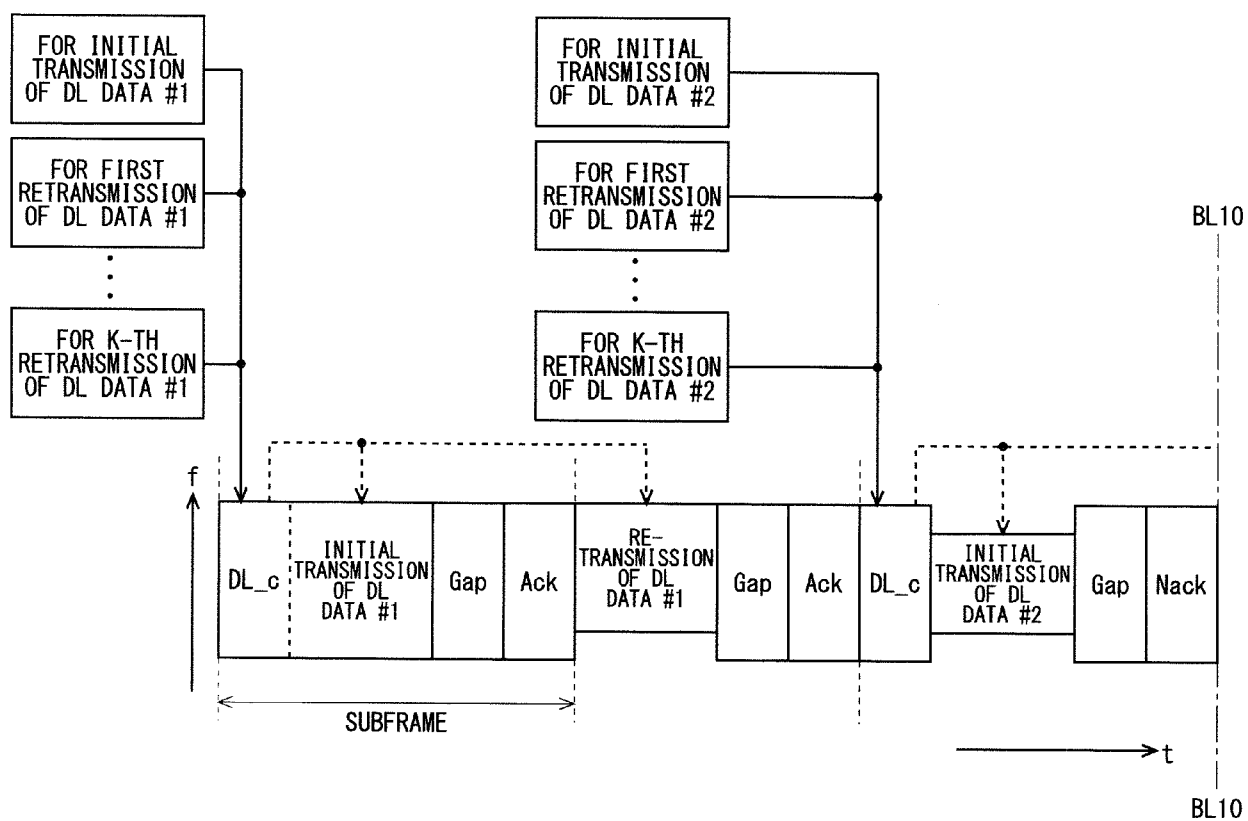 FOR INITIAL
TRANSMISSION
OF DL DATA #1
FOR FIRST
RETRANSMISSION
OF DL DATA #1
FOR K-TH
RETRANSMISSION
OF DL DATA #1
FOR INITIAL
TRANSMISSION
OF DL DATA #2
FOR FIRST
RETRANSMISSION
OF DL DATA #2
FOR K-TH
RETRANSMISSION
OF DL DATA #2
BL10
f
DL_c
INITIAL
TRANSMISSION
OF DL
DATA #1
Gap
Ack
RE-
TRANSMISSION
OF DL
DATA #1
Gap
Ack
DL_c
INITIAL
TRANSMISSION
OF DL
DATA #2
Gap
Nack
SUBFRAME
t
BL10